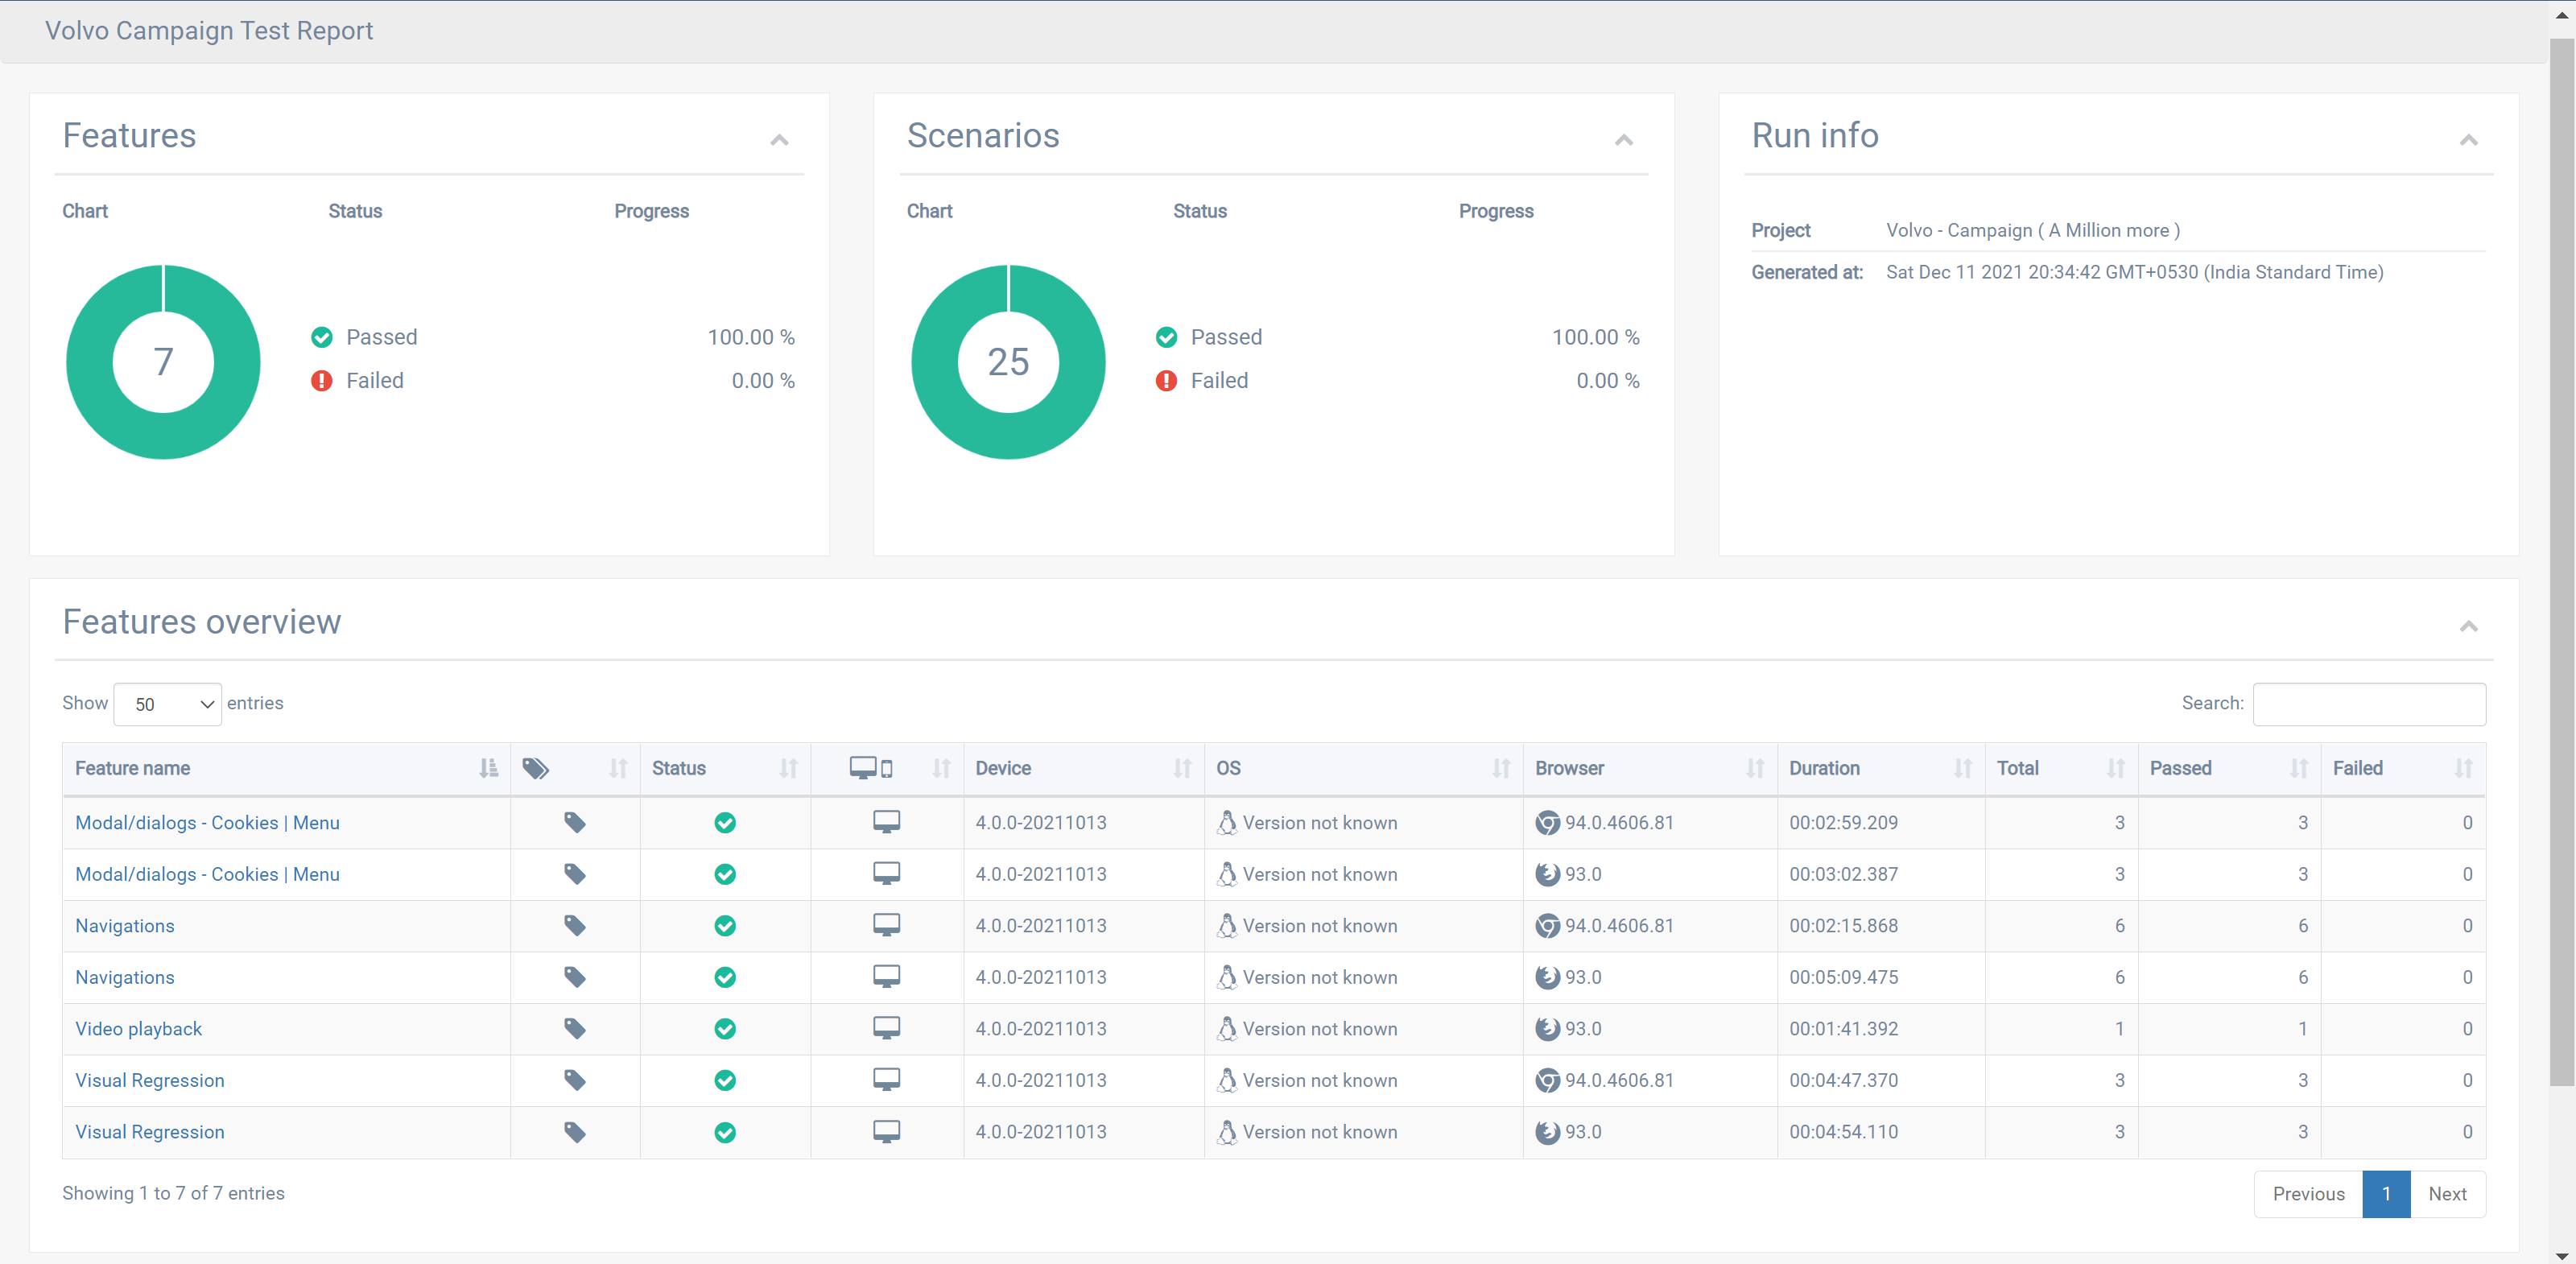 Volvo Campaign Test Report
Features
Chart Status Progress
7
Passed 100.00 %
Failed 0.00 %
Scenarios
Chart Status Progress
25
Passed 100.00 %
Failed 0.00 %
Run info
Project Volvo - Campaign ( A Million more )
Generated at: Sat Dec 11 2021 20:34:42 GMT+0530 (India Standard Time)
Features overview
Show 50 entries Search:
Feature name Status Device OS Browser Duration Total Passed Failed
Modal/dialogs - Cookies | Menu 4.0.0-20211013 Version not known 94.0.4606.81 00:02:59.209 3 3 0
Modal/dialogs - Cookies | Menu 4.0.0-20211013 Version not known 93.0 00:03:02.387 3 3 0
Navigations 4.0.0-20211013 Version not known 94.0.4606.81 00:02:15.868 6 6 0
Navigations 4.0.0-20211013 Version not known 93.0 00:05:09.475 6 6 0
Video playback 4.0.0-20211013 Version not known 93.0 00:01:41.392 1 1 0
Visual Regression 4.0.0-20211013 Version not known 94.0.4606.81 00:04:47.370 3 3 0
Visual Regression 4.0.0-20211013 Version not known 93.0 00:04:54.110 3 3 0
Showing 1 to 7 of 7 entries
Previous 1 Next